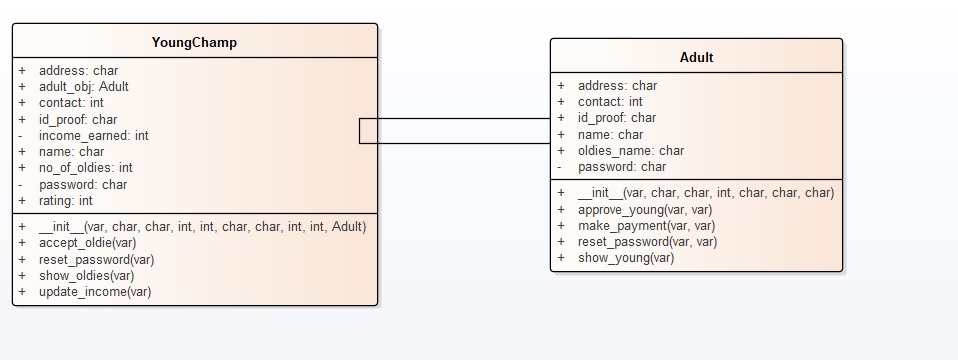 YoungChamp
+ address: char
+ adult_obj: Adult
+ contact: int
+ id_proof: char
- income_earned: int
+ name: char
+ no_of_oldies: int
- password: char
+ rating: int
+ __init__(var, char, char, int, int, char, char, int, int, Adult)
+ accept_oldie(var)
+ reset_password(var)
+ show_oldies(var)
+ update_income(var)
Adult
+ address: char
+ contact: int
+ id_proof: char
+ name: char
+ oldies_name: char
- password: char
+ __init__(var, char, char, int, char, char, char)
+ approve_young(var, var)
+ make_payment(var, var)
+ reset_password(var, var)
+ show_young(var)